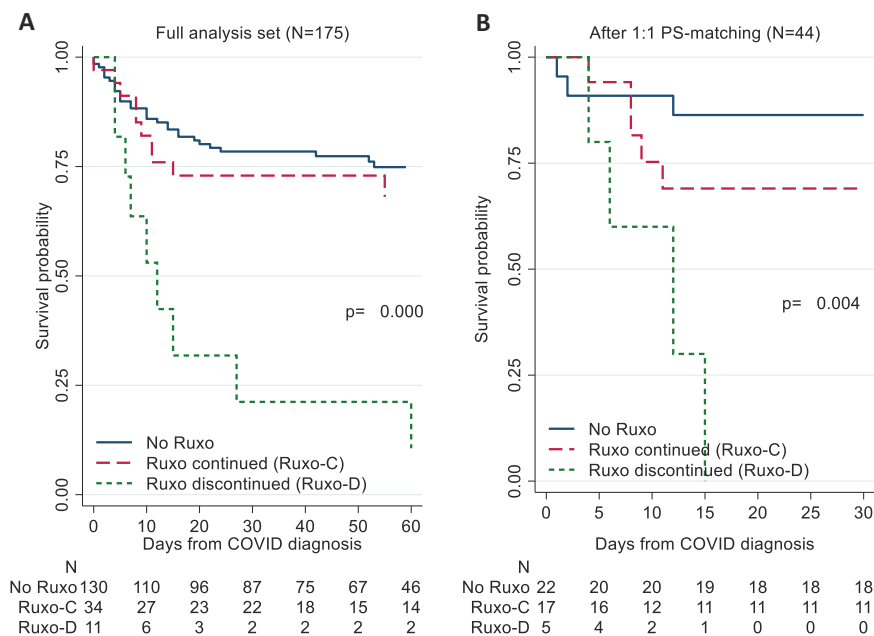 A
Full analysis set (N=175)
1.00
0.75
0.50
0.25
1.00
Survival probability
p= 0.000
No Ruxo
Ruxo continued (Ruxo-C)
Ruxo discontinued (Ruxo-D)
0 10 20 30 40 50 60
Days from COVID diagnosis
N
No Ruxo 130 110 96 87 75 67 46
Ruxo-C 34 27 23 22 18 15 14
Ruxo-D 11 6 3 2 2 2 2
B
After 1:1 PS-matching (N=44)
1.00
0.75
0.50
0.25
1.00
Survival probability
p= 0.004
No Ruxo
Ruxo continued (Ruxo-C)
Ruxo discontinued (Ruxo-D)
0 5 10 15 20 25 30
Days from COVID diagnosis
N
No Ruxo 22 20 20 19 18 18 18
Ruxo-C 17 16 12 11 11 11 11
Ruxo-D 5 4 2 1 0 0 0